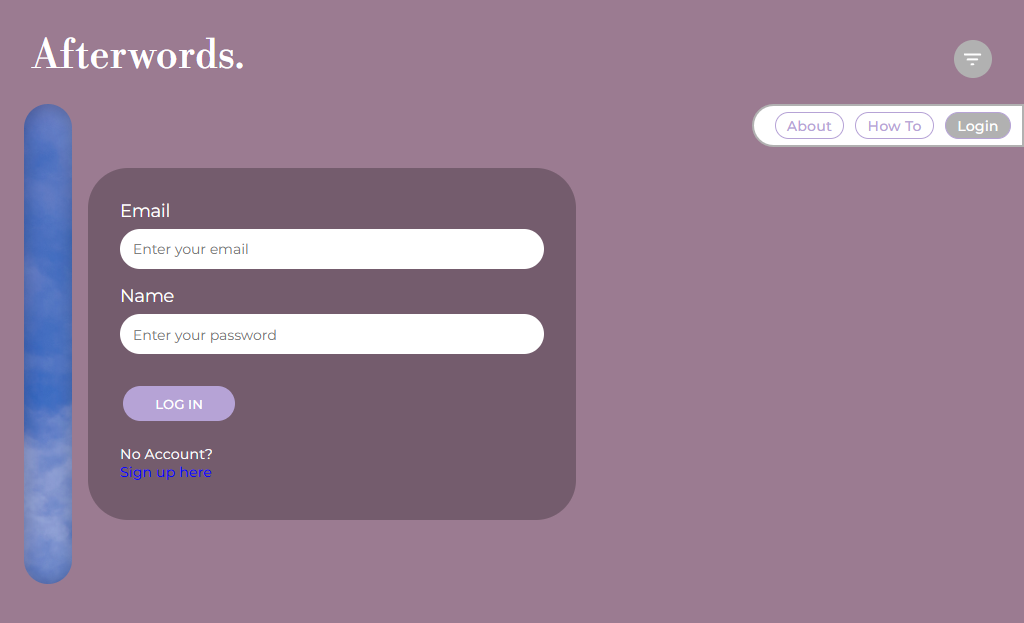 Afterwords.
About How To Login
Email
Enter your email
Name
Enter your password
LOG IN
No Account?
Sign up here